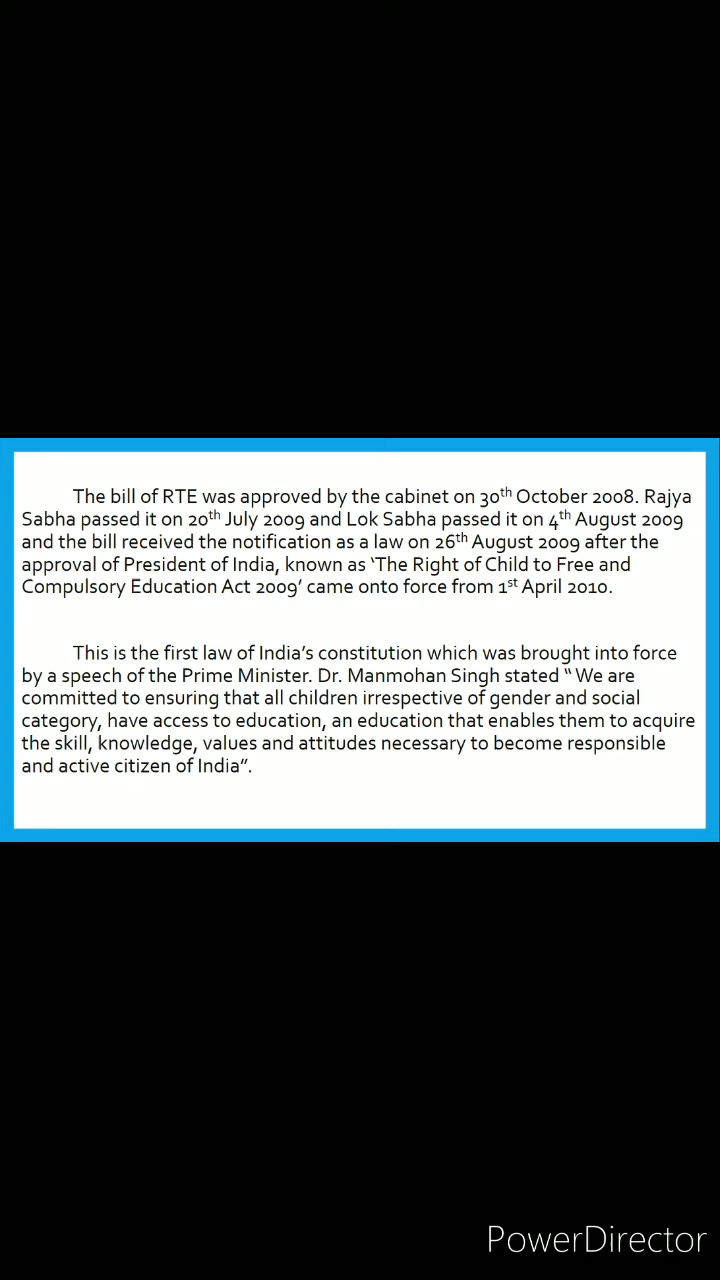 The bill of RTE was approved by the cabinet on 30th October 2008. Rajya
Sabha passed it on 20th July 2009 and Lok Sabha passed it on 4th August 2009
and the bill received the notification as a law on 26th August 2009 after the
approval of President of India, known as ‘The Right of Child to Free and
Compulsory Education Act 2009’ came onto force from 1st April 2010.
This is the first law of India’s constitution which was brought into force
by a speech of the Prime Minister. Dr. Manmohan Singh stated “ We are
committed to ensuring that all children irrespective of gender and social
category, have access to education, an education that enables them to acquire
the skill, knowledge, values and attitudes necessary to become responsible
and active citizen of India”.
PowerDirector